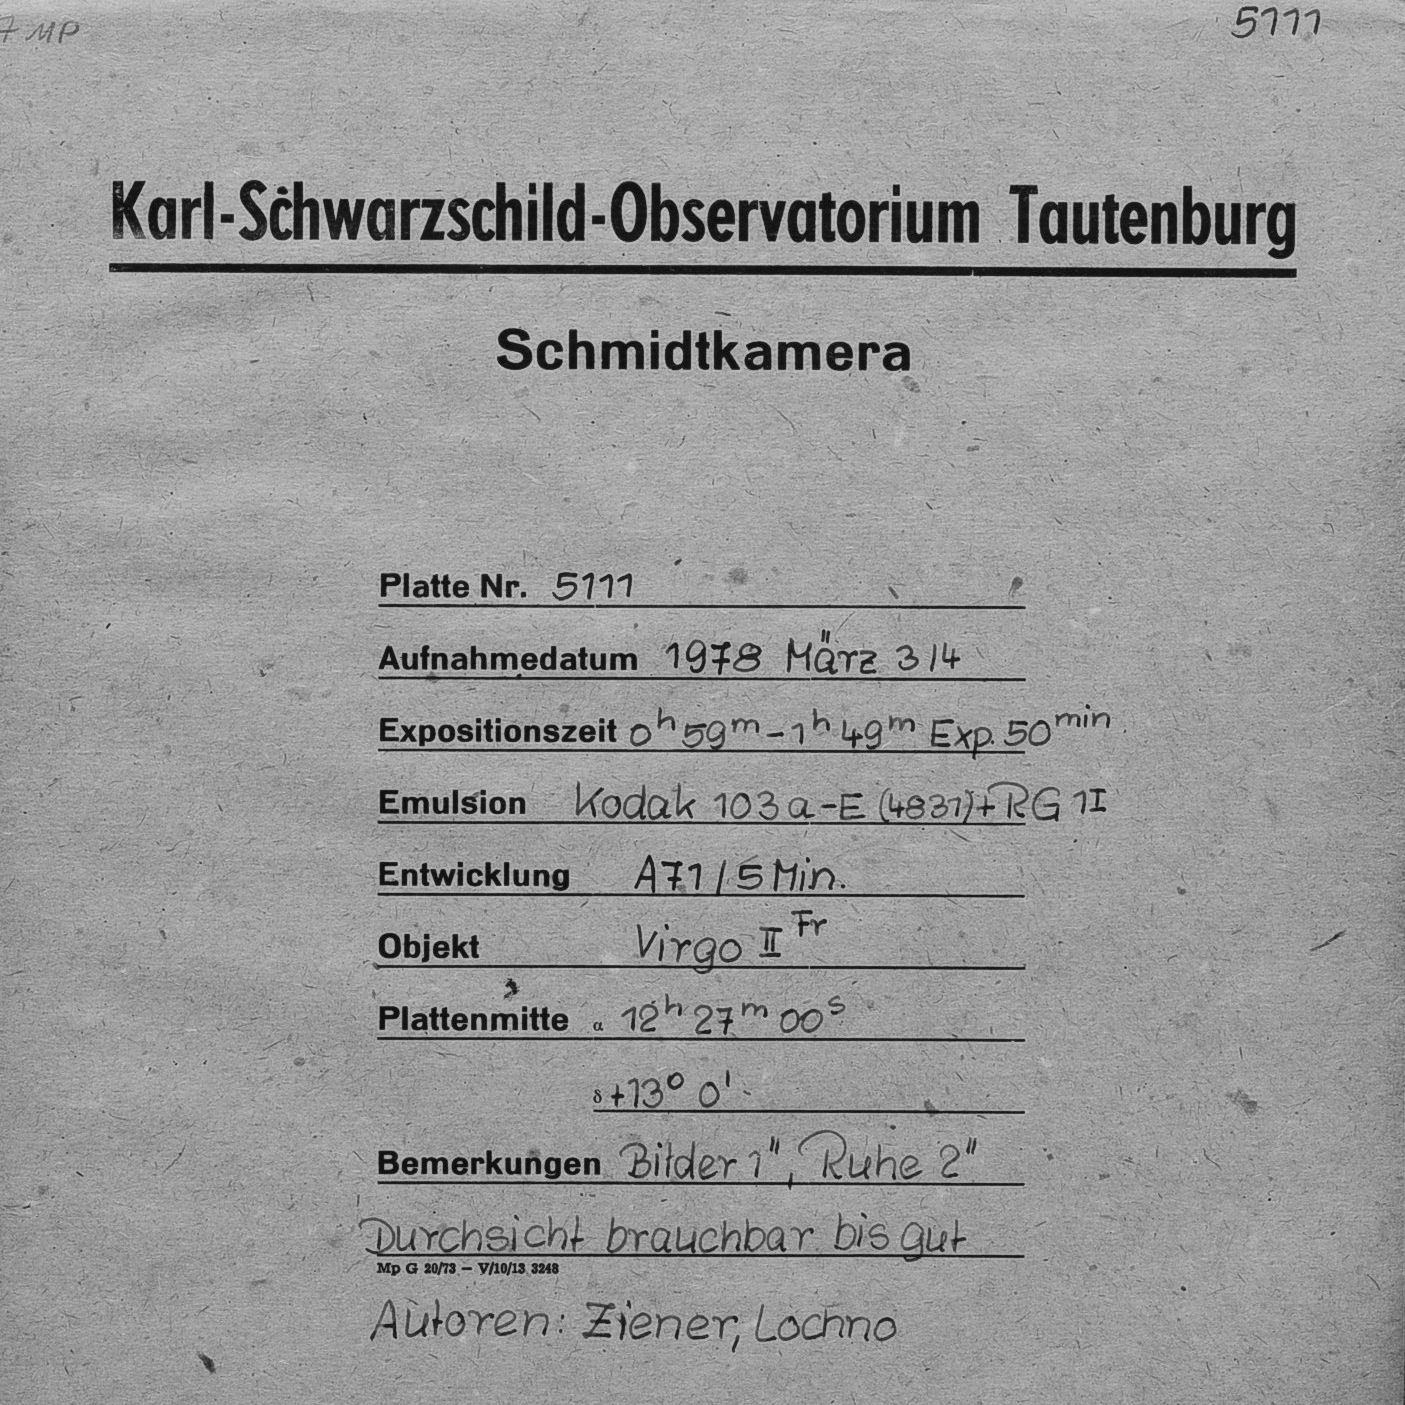 7 MP 5111
Karl-Schwarzschild-Observatorium Tautenburg
Schmidtkamera
Platte Nr. 5111
Aufnahmedatum 1978 März 3/4
Expositionszeit 0ʰ 59ᵐ - 1ʰ 49ᵐ Exp. 50ᵐⁱⁿ
Emulsion Kodak 103a-E (4831)+RG 1I
Entwicklung A71 / 5 Min.
Objekt Virgo II Fr
Plattenmitte α 12ʰ 27ᵐ 00ˢ
δ +13° 0'
Bemerkungen Bilder 1", Ruhe 2"
Durchsicht brauchbar bis gut
Mp G 20/73 — V/10/13 3248
Autoren: Ziener, Lochno